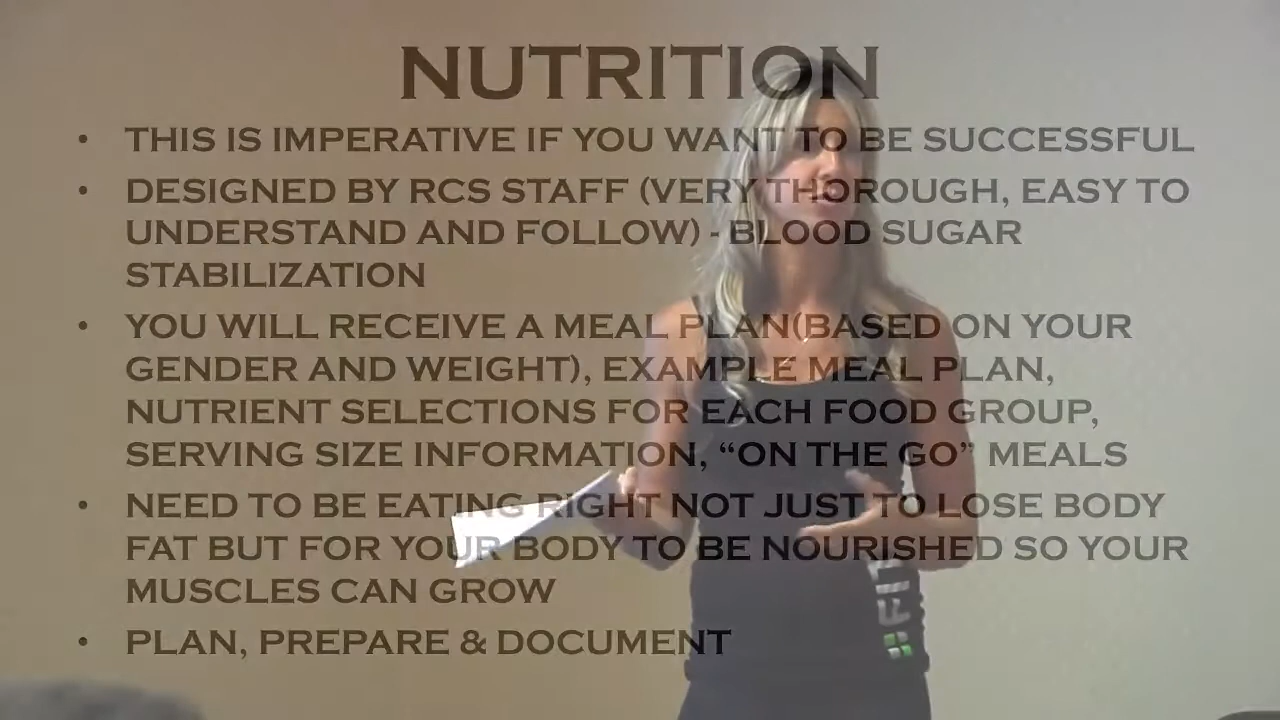 NUTRITION
• THIS IS IMPERATIVE IF YOU WANT TO BE SUCCESSFUL
• DESIGNED BY RCS STAFF (VERY THOROUGH, EASY TO
UNDERSTAND AND FOLLOW) - BLOOD SUGAR
STABILIZATION
• YOU WILL RECEIVE A MEAL PLAN(BASED ON YOUR
GENDER AND WEIGHT), EXAMPLE MEAL PLAN,
NUTRIENT SELECTIONS FOR EACH FOOD GROUP,
SERVING SIZE INFORMATION, “ON THE GO” MEALS
• NEED TO BE EATING RIGHT NOT JUST TO LOSE BODY
FAT BUT FOR YOUR BODY TO BE NOURISHED SO YOUR
MUSCLES CAN GROW
• PLAN, PREPARE & DOCUMENT
FIT